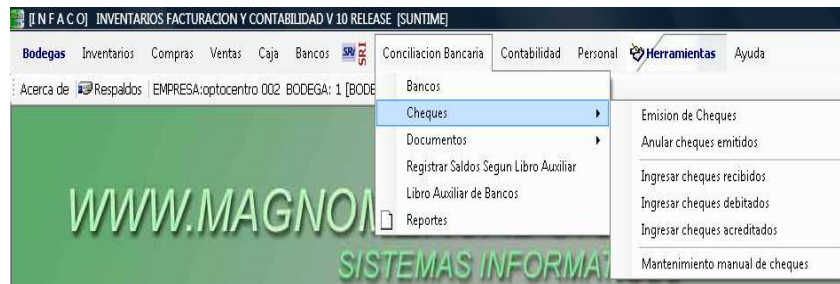 [I N F A C O] INVENTARIOS FACTURACION Y CONTABILIDAD V 10 RELEASE [SUNTIME]
Bodegas Inventarios Compras Ventas Caja Bancos SRI SRI Conciliacion Bancaria Contabilidad Personal Herramientas Ayuda
Acerca de Respaldos EMPRESA:optocentro 002 BODEGA: 1 [BODE
Bancos
Cheques
Documentos
Registrar Saldos Segun Libro Auxiliar
Libro Auxiliar de Bancos
Reportes
Emision de Cheques
Anular cheques emitidos
Ingresar cheques recibidos
Ingresar cheques debitados
Ingresar cheques acreditados
Mantenimiento manual de cheques
WWW.MAGNO
SISTEMAS INFORMAT